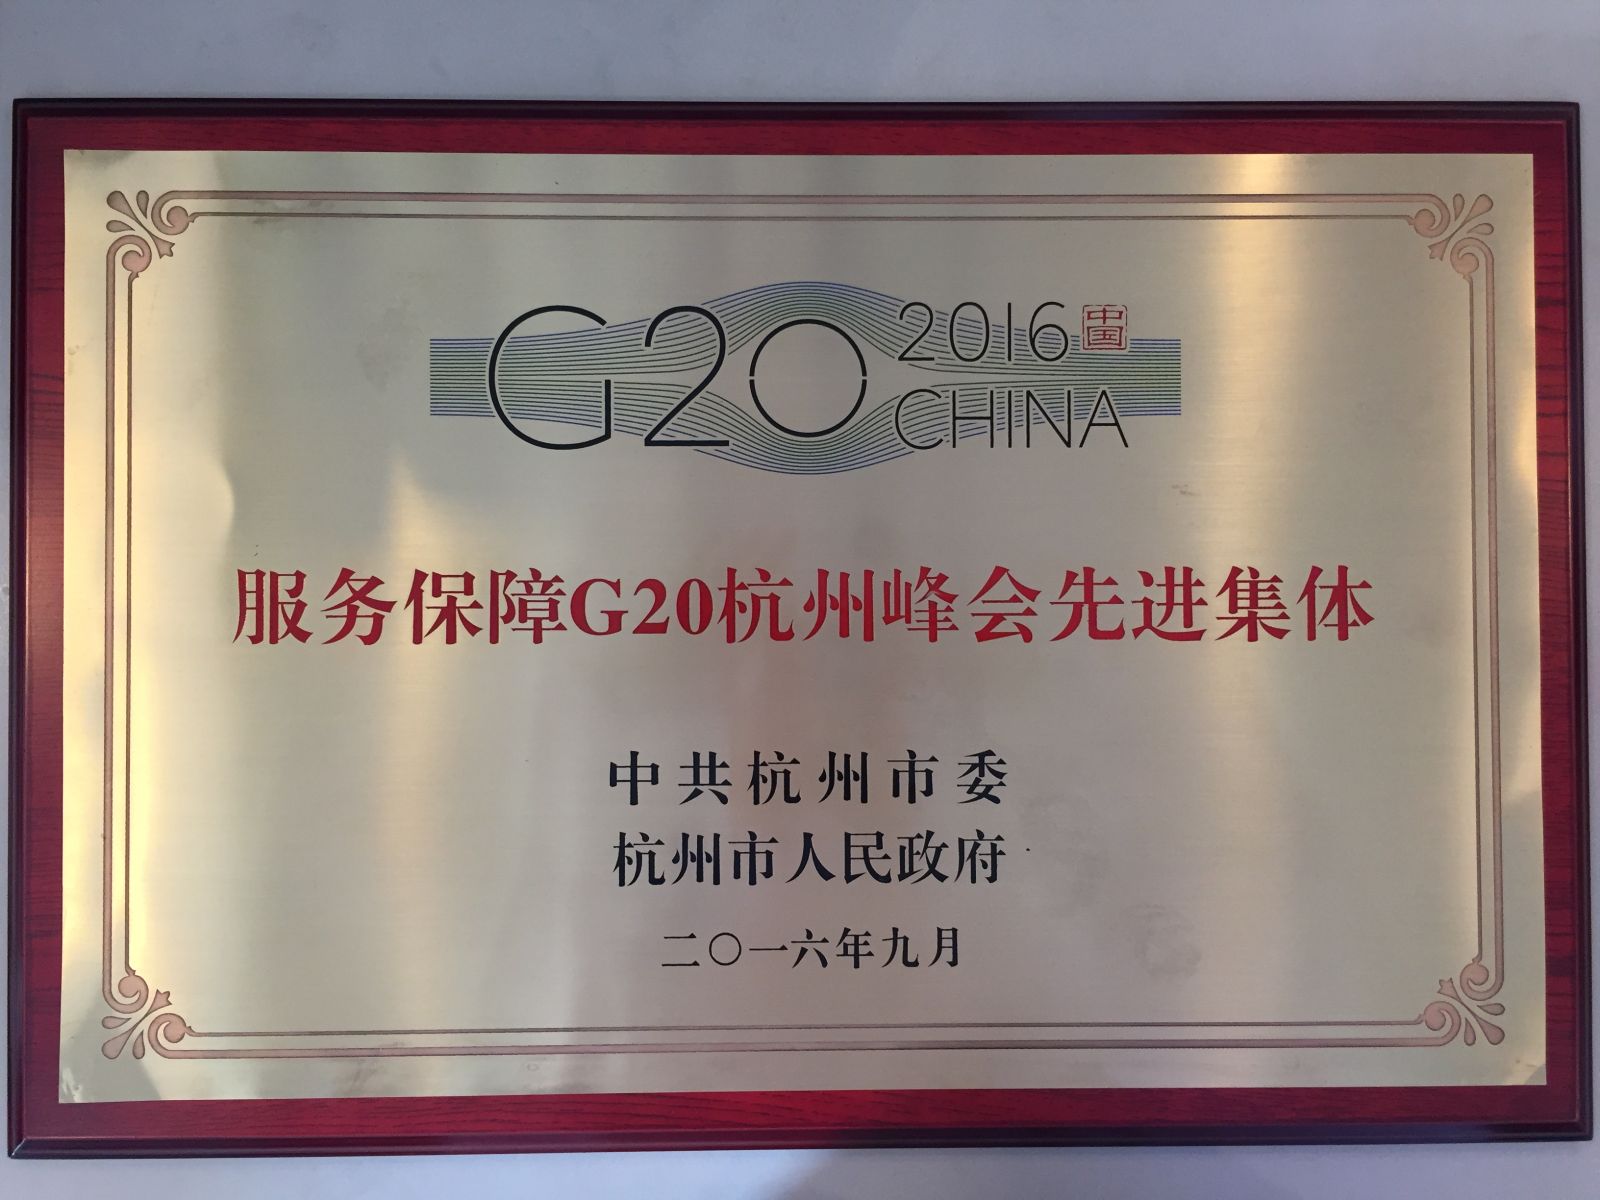 G20 2016 中国
CHINA
服务保障G20杭州峰会先进集体
中共杭州市委
杭州市人民政府
二〇一六年九月